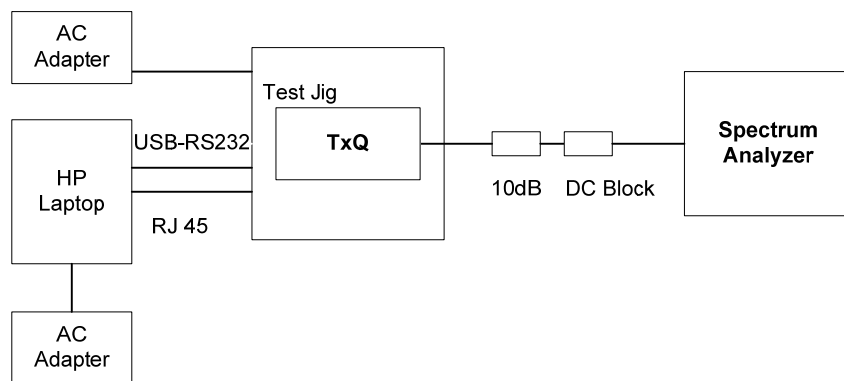 AC
Adapter
Test Jig
TxQ
USB-RS232
HP
Laptop
RJ 45
10dB
DC Block
Spectrum
Analyzer
AC
Adapter